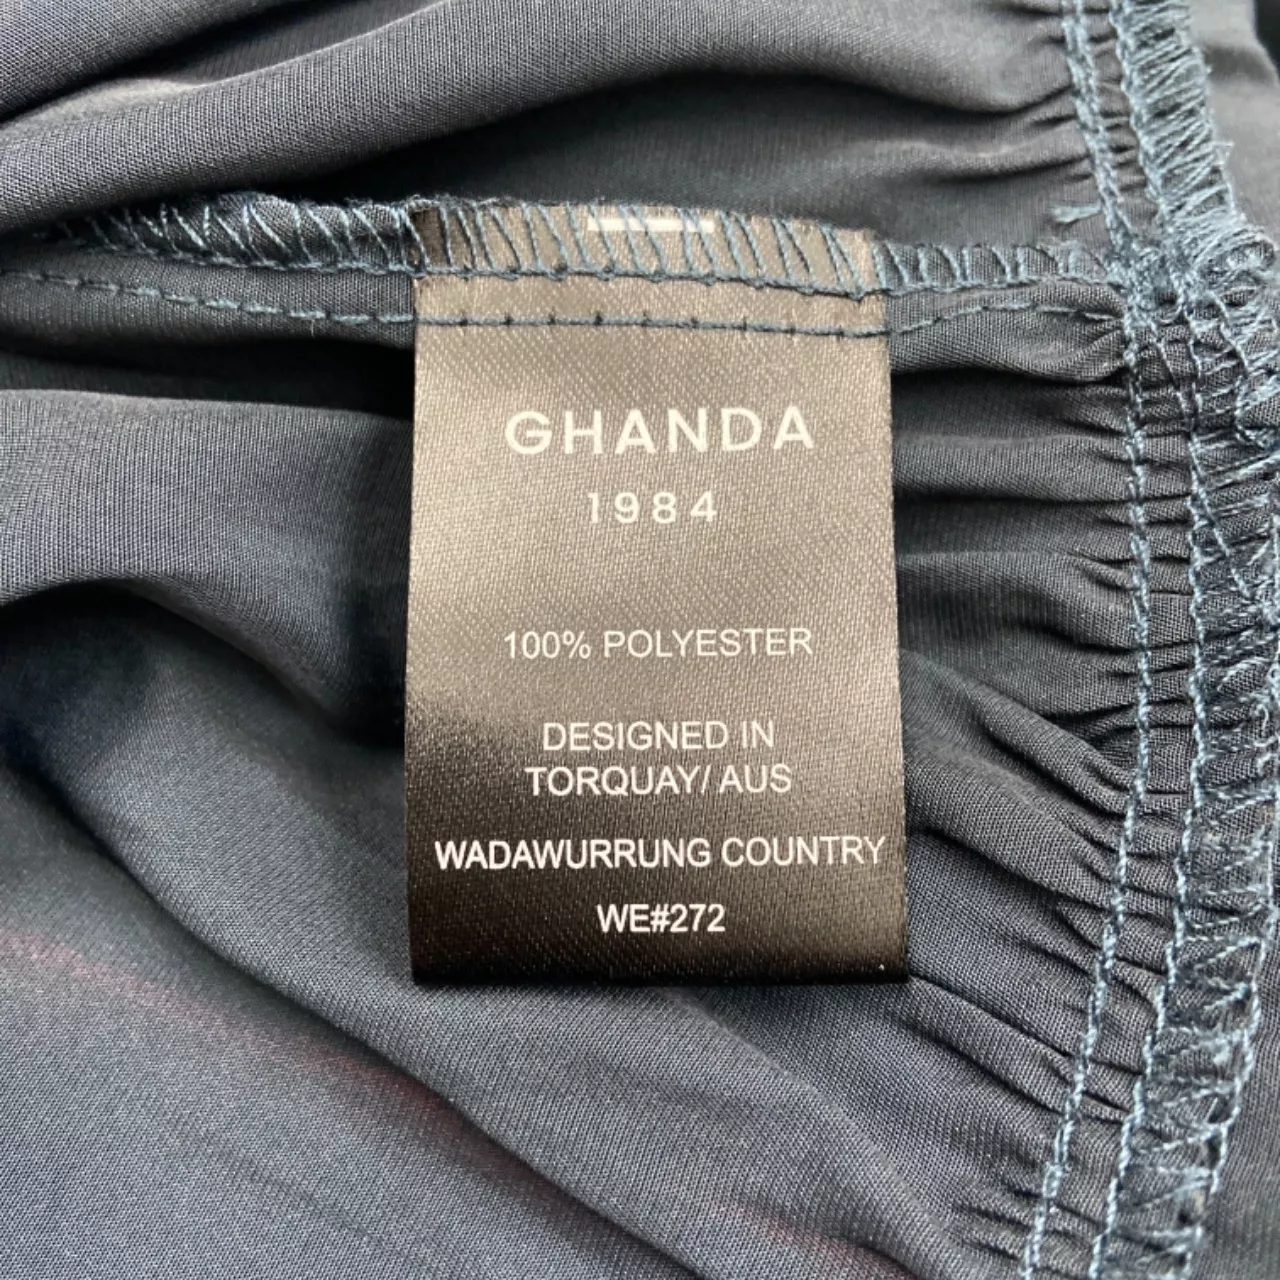 GHANDA
1984
100% POLYESTER
DESIGNED IN
TORQUAY/ AUS
WADAWURRUNG COUNTRY
WE#272